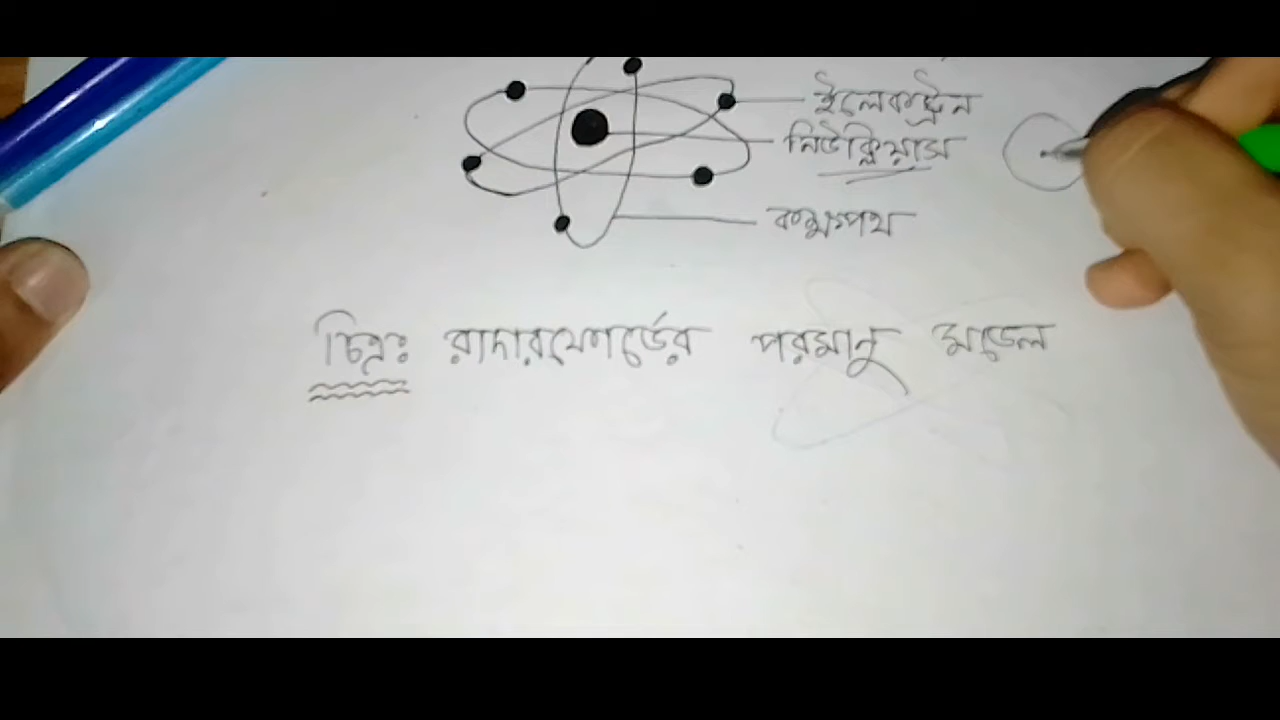 ইলেকট্রন
নিউক্লিয়াস
কক্ষপথ
চিত্রঃ রাদারফোর্ডের পরমানু মডেল